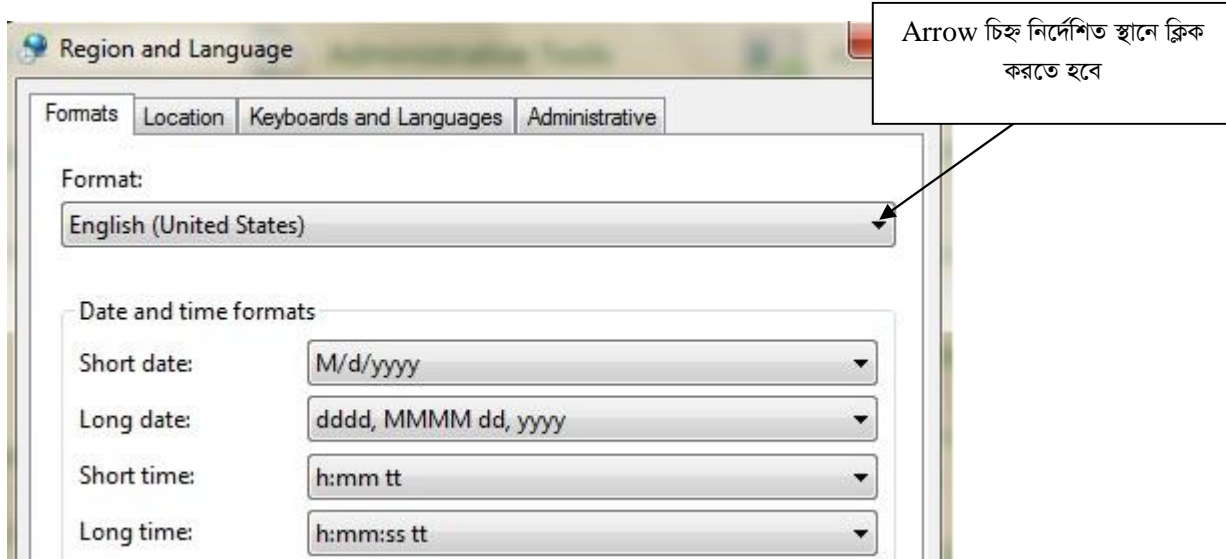 Arrow চিহ্ন নির্দেশিত স্থানে ক্লিক
করতে হবে
Region and Language
Formats Location Keyboards and Languages Administrative
Format:
English (United States)
Date and time formats
Short date: M/d/yyyy
Long date: dddd, MMMM dd, yyyy
Short time: h:mm tt
Long time: h:mm:ss tt